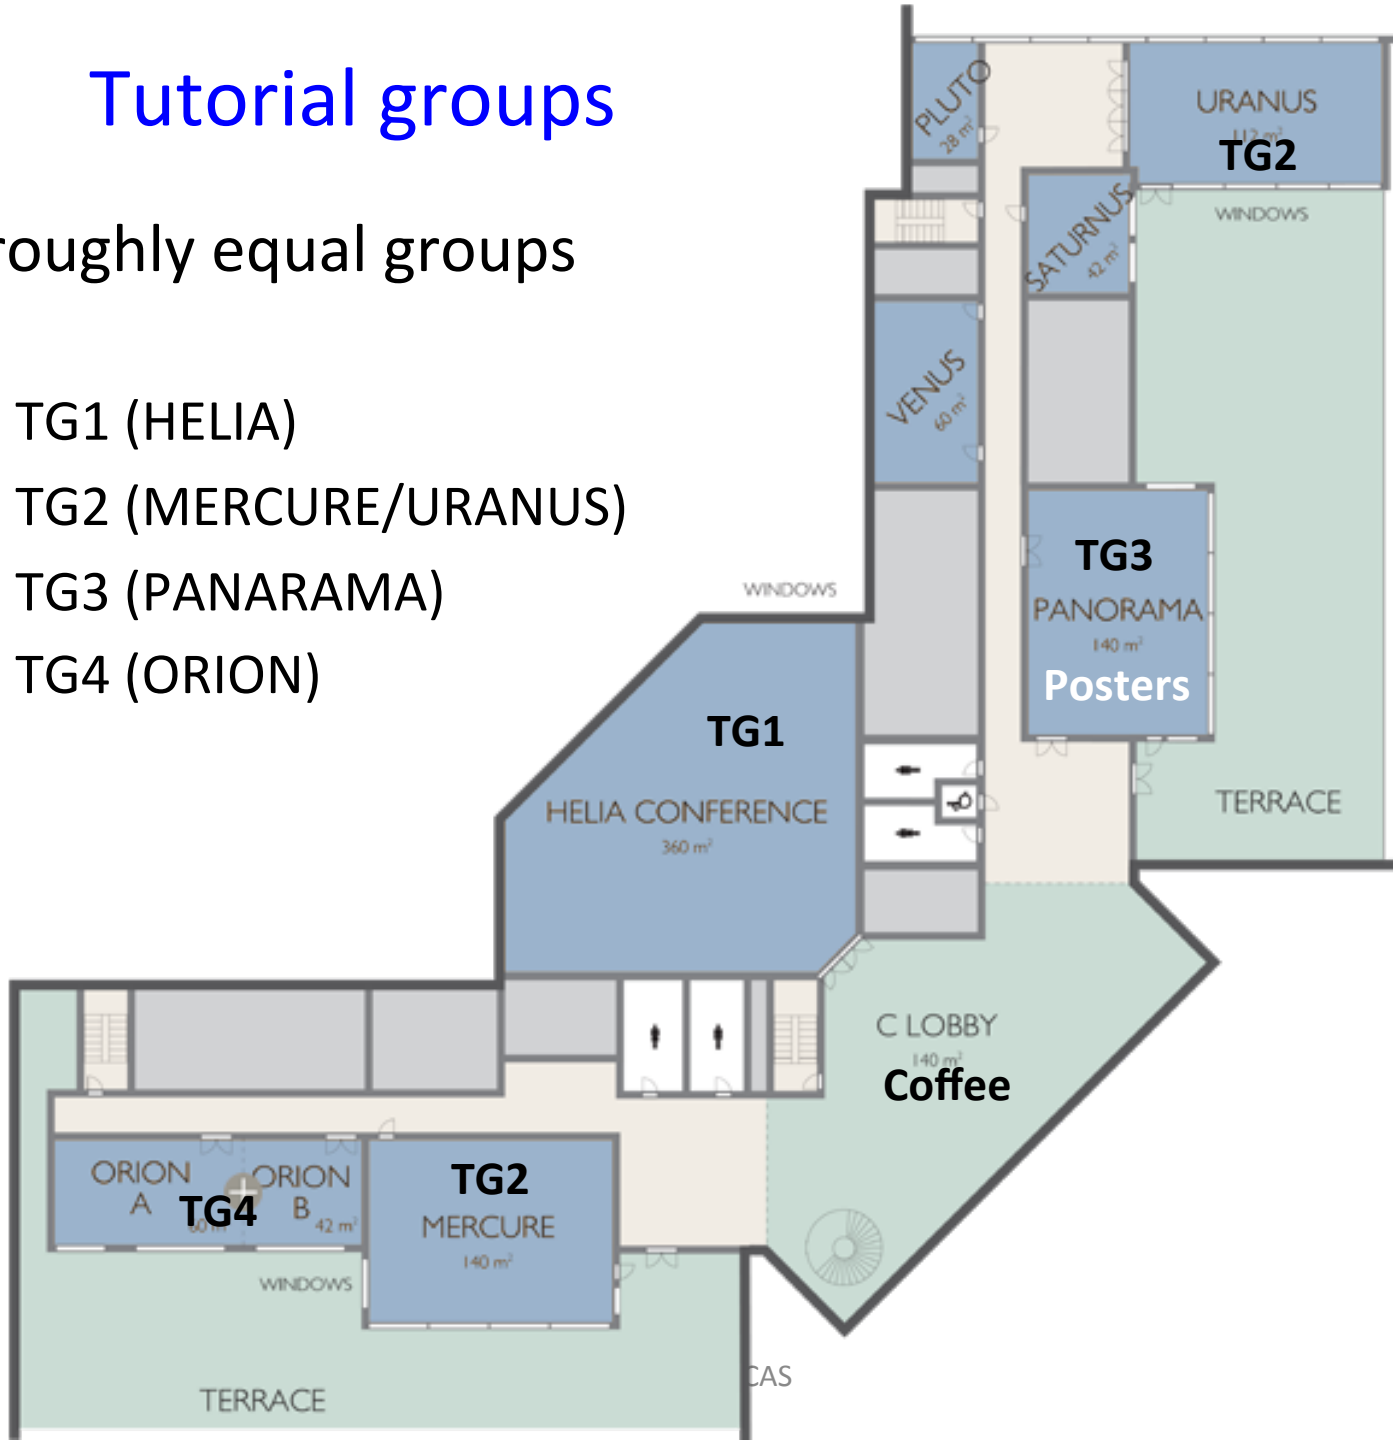 Tutorial groups
roughly equal groups
TG1 (HELIA)
TG2 (MERCURE/URANUS)
TG3 (PANARAMA)
TG4 (ORION)
PLUTO
28 m²
URANUS
112 m²
TG2
WINDOWS
SATURNUS
42 m²
VENUS
60 m²
TG3
PANORAMA
140 m²
Posters
WINDOWS
TG1
HELIA CONFERENCE
360 m²
TERRACE
C LOBBY
140 m²
Coffee
ORION
A
ORION
B
TG4
42 m²
TG2
MERCURE
140 m²
WINDOWS
TERRACE
CAS